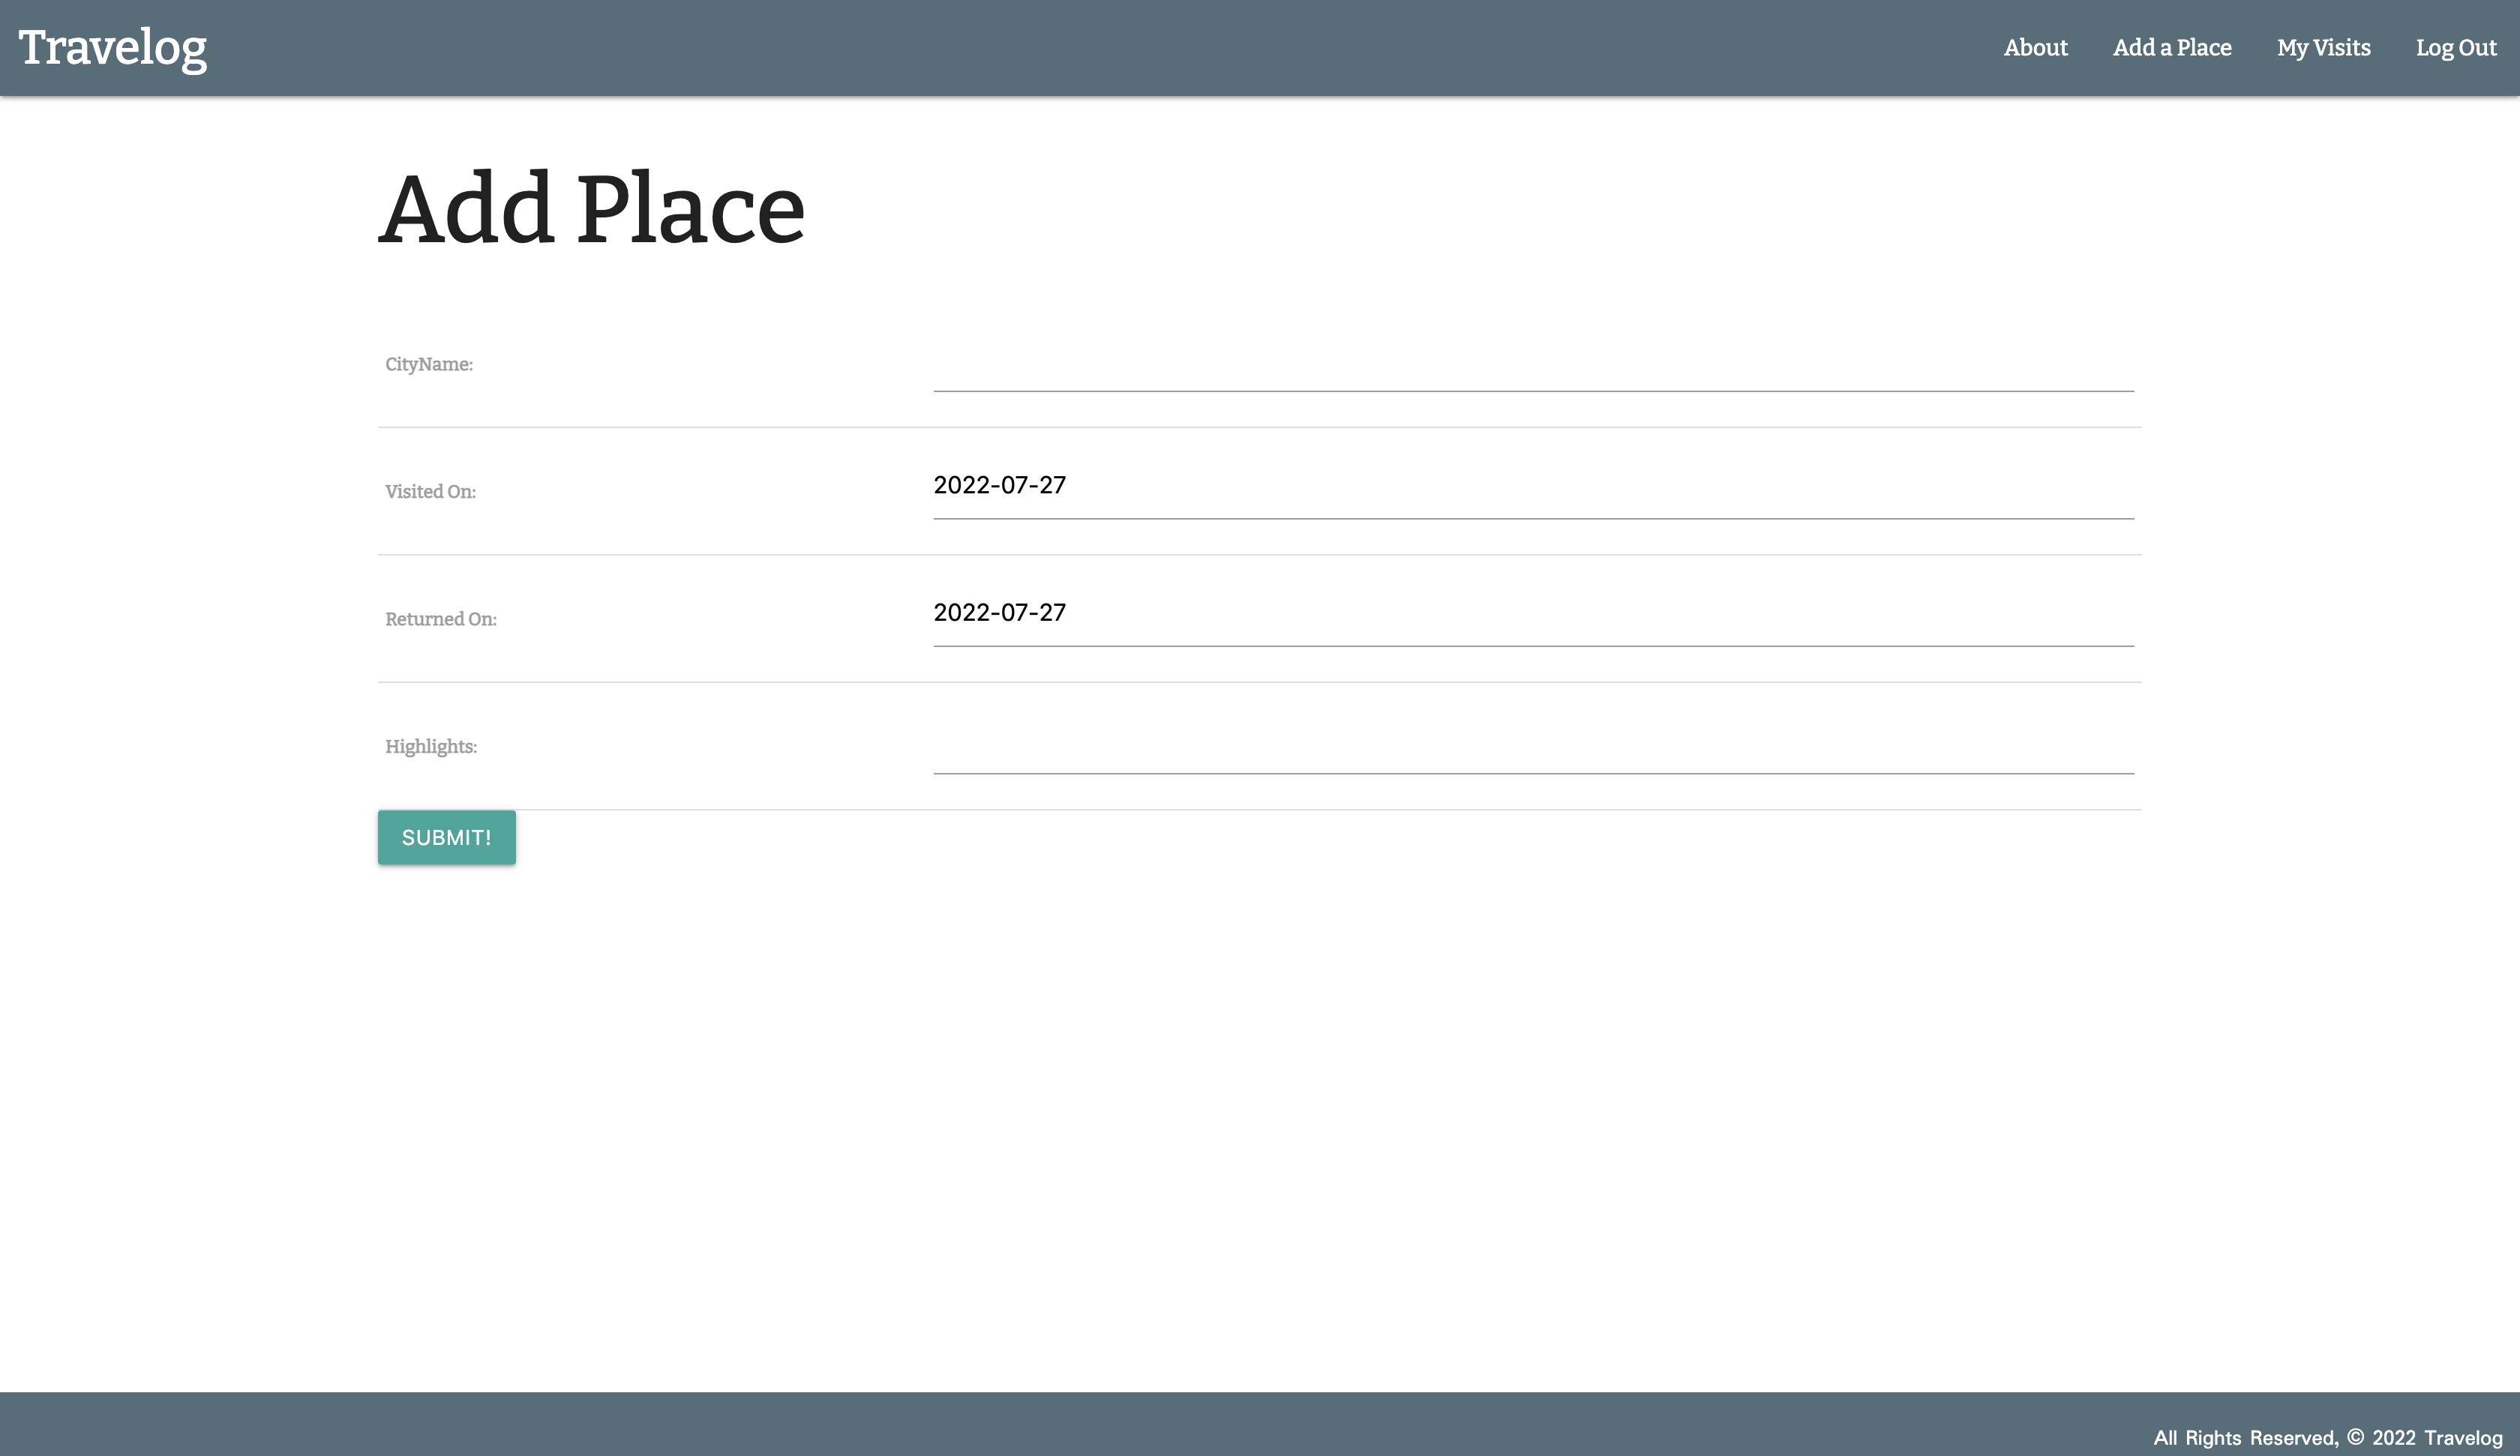 Travelog
About Add a Place My Visits Log Out
Add Place
CityName:
Visited On: 2022-07-27
Returned On: 2022-07-27
Highlights:
SUBMIT!
All Rights Reserved, © 2022 Travelog